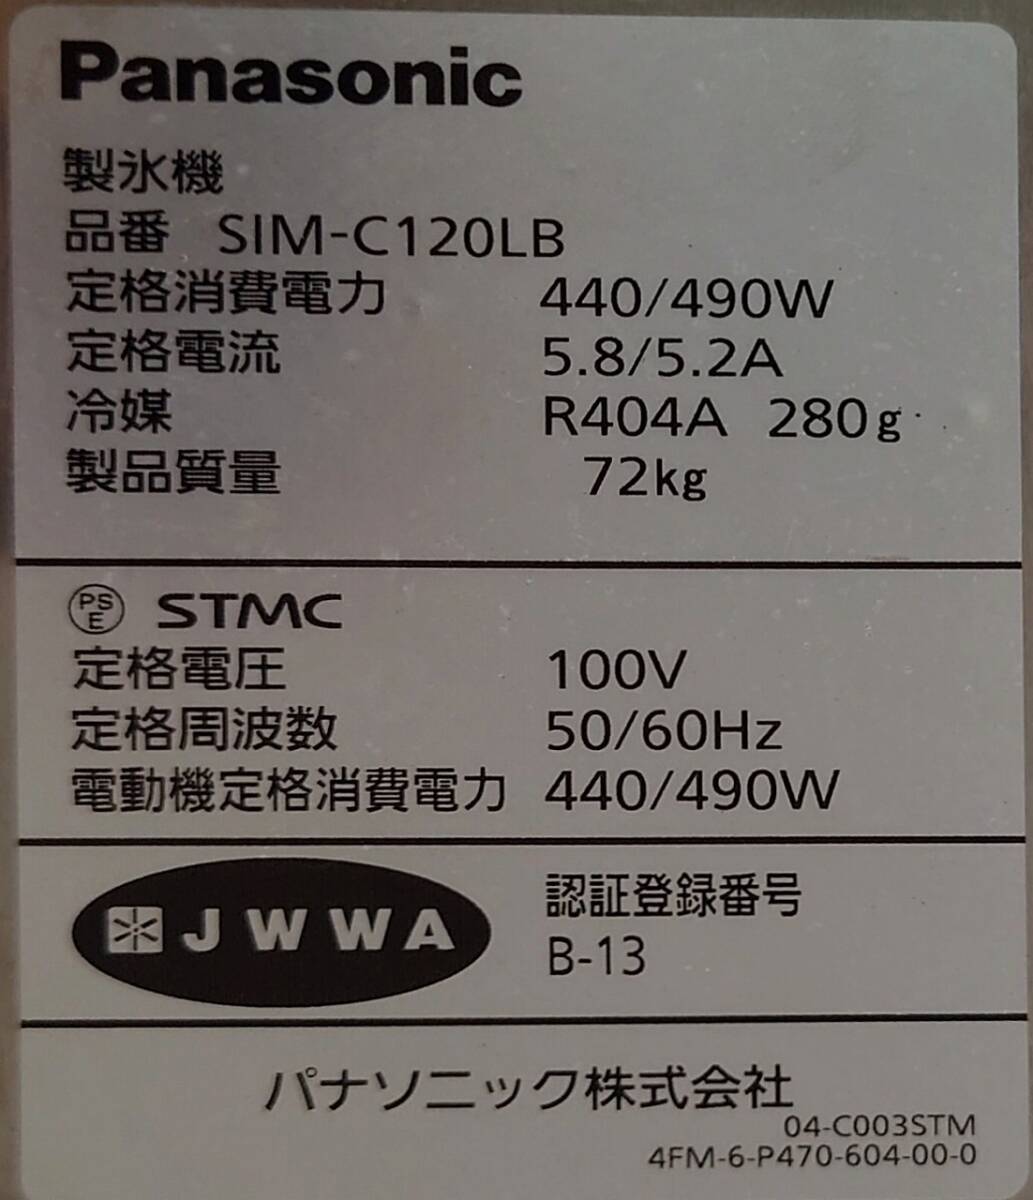 Panasonic
製氷機
品番 SIM-C120LB
定格消費電力 440/490W
定格電流 5.8/5.2A
冷媒 R404A 280g
製品質量 72kg
PSE STMC
定格電圧 100V
定格周波数 50/60Hz
電動機定格消費電力 440/490W
JWWA 認証登録番号
B-13
パナソニック株式会社
04-C003STM
4FM-6-P470-604-00-0